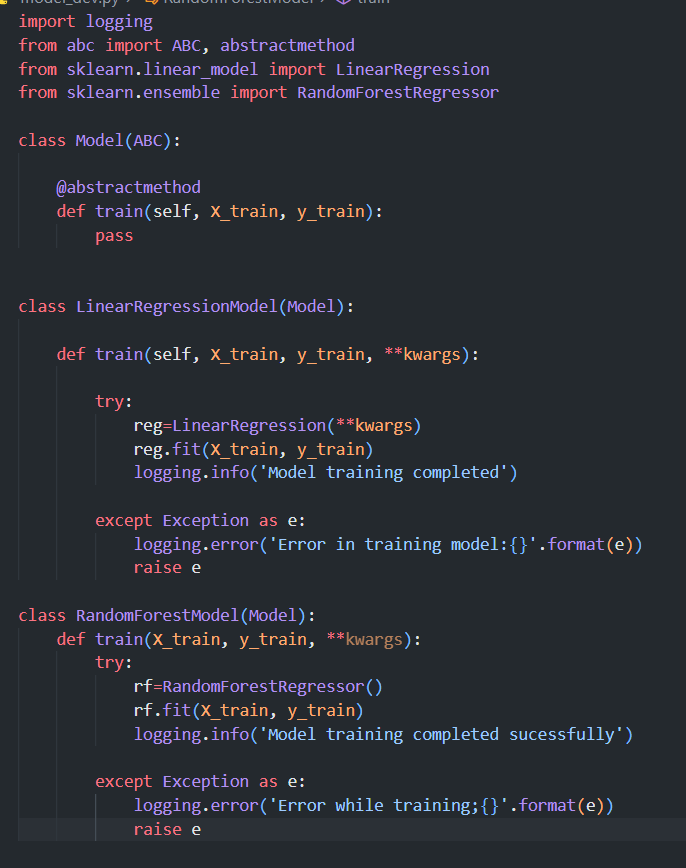 model_dev.py > RandomForestModel > train
import logging
from abc import ABC, abstractmethod
from sklearn.linear_model import LinearRegression
from sklearn.ensemble import RandomForestRegressor
class Model(ABC):
@abstractmethod
def train(self, X_train, y_train):
pass
class LinearRegressionModel(Model):
def train(self, X_train, y_train, **kwargs):
try:
reg=LinearRegression(**kwargs)
reg.fit(X_train, y_train)
logging.info('Model training completed')
except Exception as e:
logging.error('Error in training model:{}'.format(e))
raise e
class RandomForestModel(Model):
def train(X_train, y_train, **kwargs):
try:
rf=RandomForestRegressor()
rf.fit(X_train, y_train)
logging.info('Model training completed sucessfully')
except Exception as e:
logging.error('Error while training;{}'.format(e))
raise e